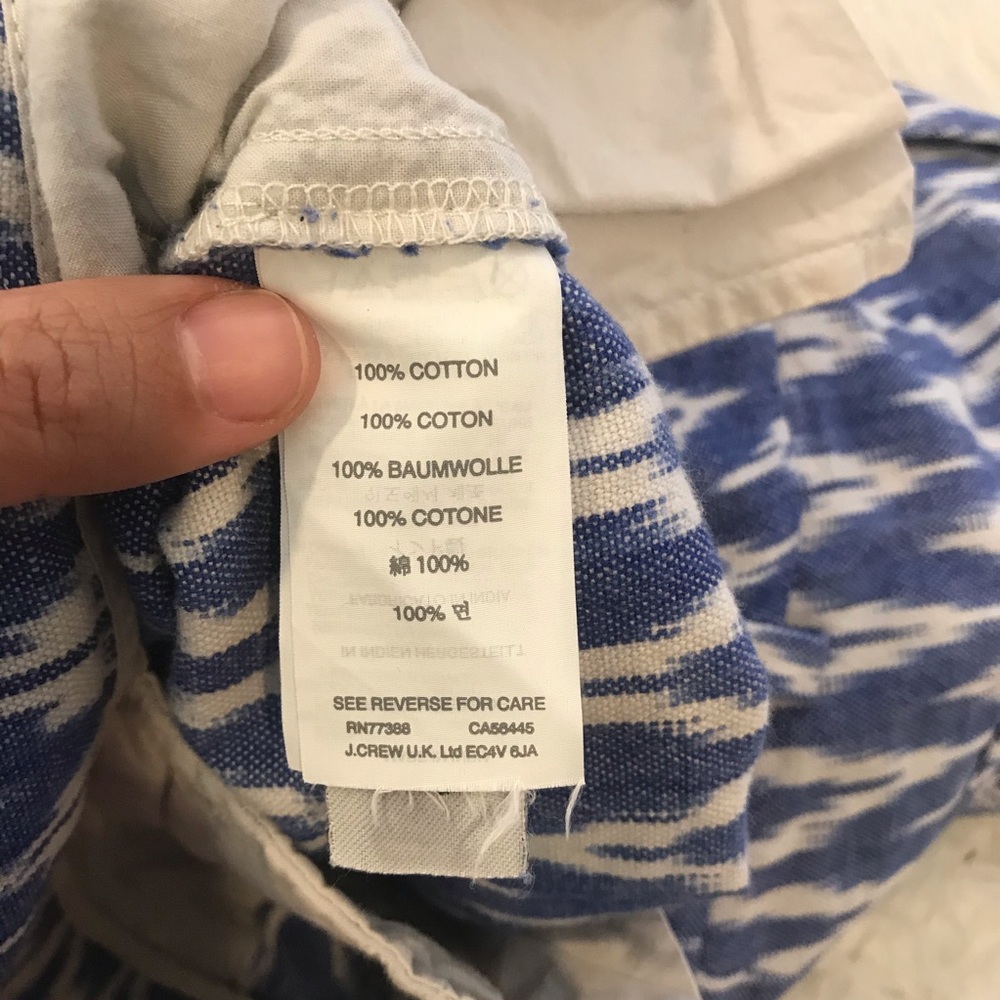 100% COTTON
100% COTON
100% BAUMWOLLE
100% COTONE
綿 100%
100% 면
SEE REVERSE FOR CARE
RN77388 CA56445
J.CREW U.K. Ltd EC4V 6JA